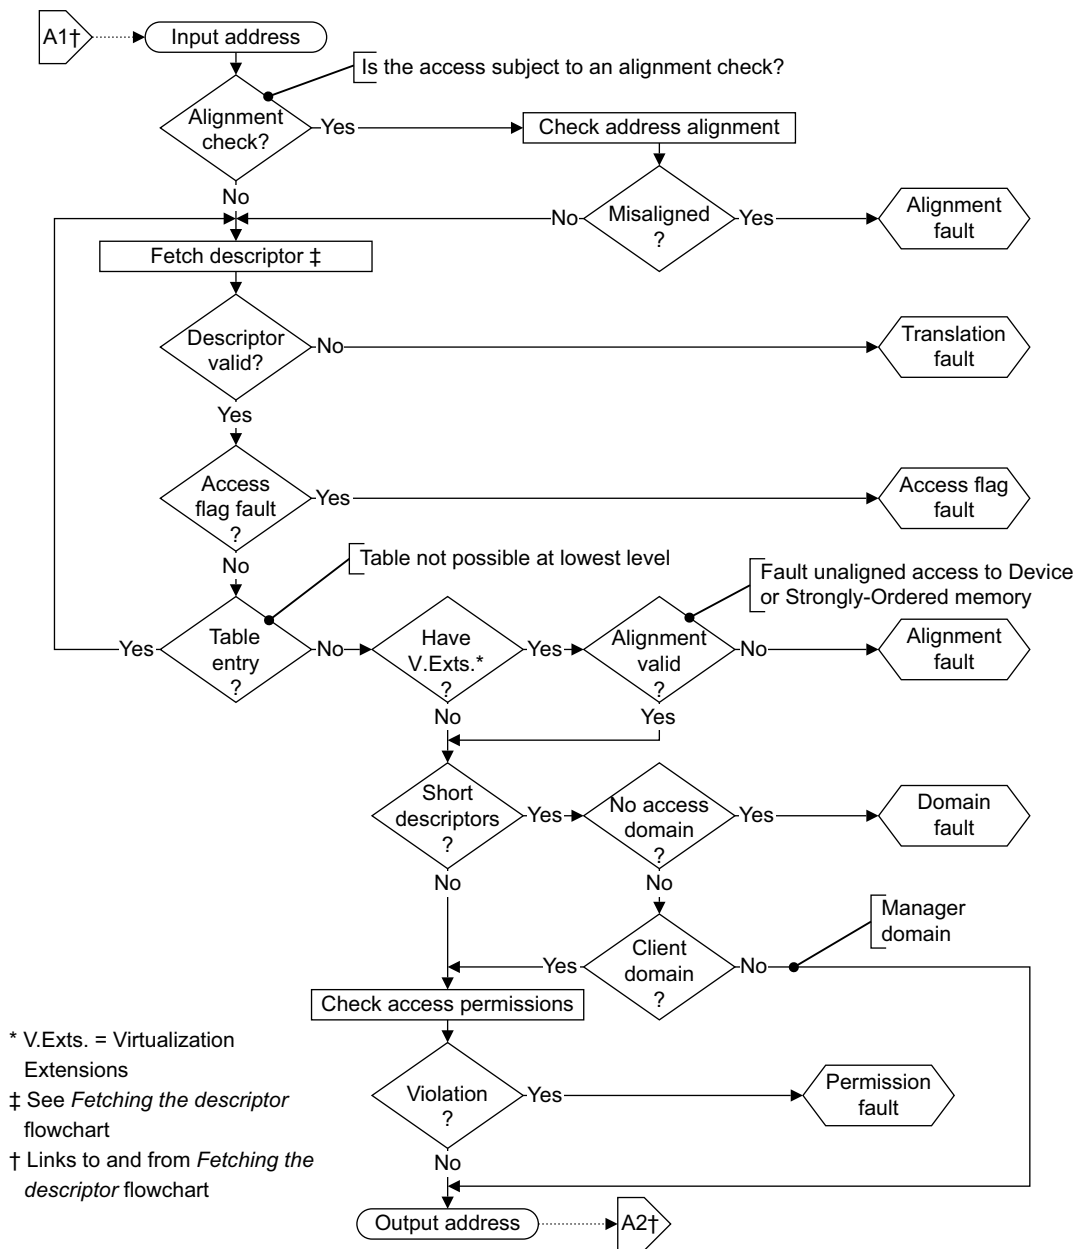 A1†
Input address
Is the access subject to an alignment check?
Alignment
check?
Yes
Check address alignment
No
Misaligned
?
No
Yes
Alignment
fault
Fetch descriptor ‡
Descriptor
valid?
No
Translation
fault
Yes
Access
flag fault
?
Yes
Access flag
fault
No
Table not possible at lowest level
Fault unaligned access to Device
or Strongly-Ordered memory
Yes
Table
entry
?
No
Have
V.Exts.*
?
Yes
Alignment
valid
?
No
Alignment
fault
No
Yes
Short
descriptors
?
Yes
No access
domain
?
Yes
Domain
fault
No
No
Manager
domain
Yes
Client
domain
?
No
Check access permissions
Violation
?
Yes
Permission
fault
No
Output address
A2†
* V.Exts. = Virtualization
Extensions
‡ See Fetching the descriptor
flowchart
† Links to and from Fetching the
descriptor flowchart